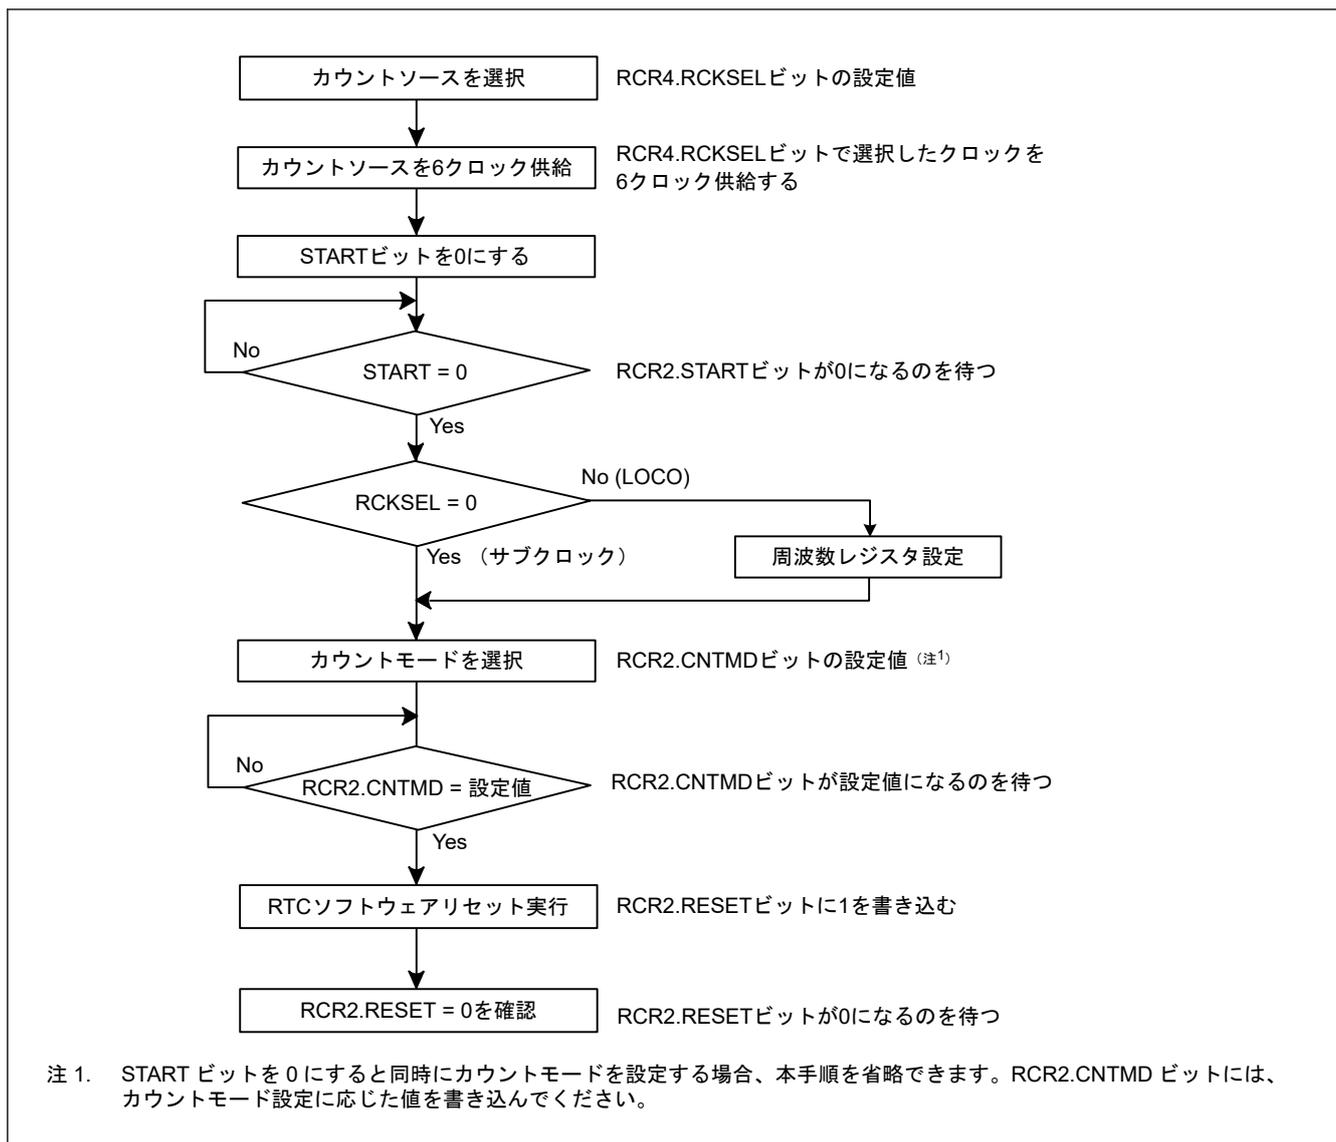 カウントソースを選択
RCR4.RCKSELビットの設定値
カウントソースを6クロック供給
RCR4.RCKSELビットで選択したクロックを
6クロック供給する
STARTビットを0にする
No
START = 0
RCR2.STARTビットが0になるのを待つ
Yes
No (LOCO)
RCKSEL = 0
Yes （サブクロック）
周波数レジスタ設定
カウントモードを選択
RCR2.CNTMDビットの設定値（注1）
No
RCR2.CNTMD = 設定値
RCR2.CNTMDビットが設定値になるのを待つ
Yes
RTCソフトウェアリセット実行
RCR2.RESETビットに1を書き込む
RCR2.RESET = 0を確認
RCR2.RESETビットが0になるのを待つ
注 1. START ビットを 0 にすると同時にカウントモードを設定する場合、本手順を省略できます。RCR2.CNTMD ビットには、
カウントモード設定に応じた値を書き込んでください。